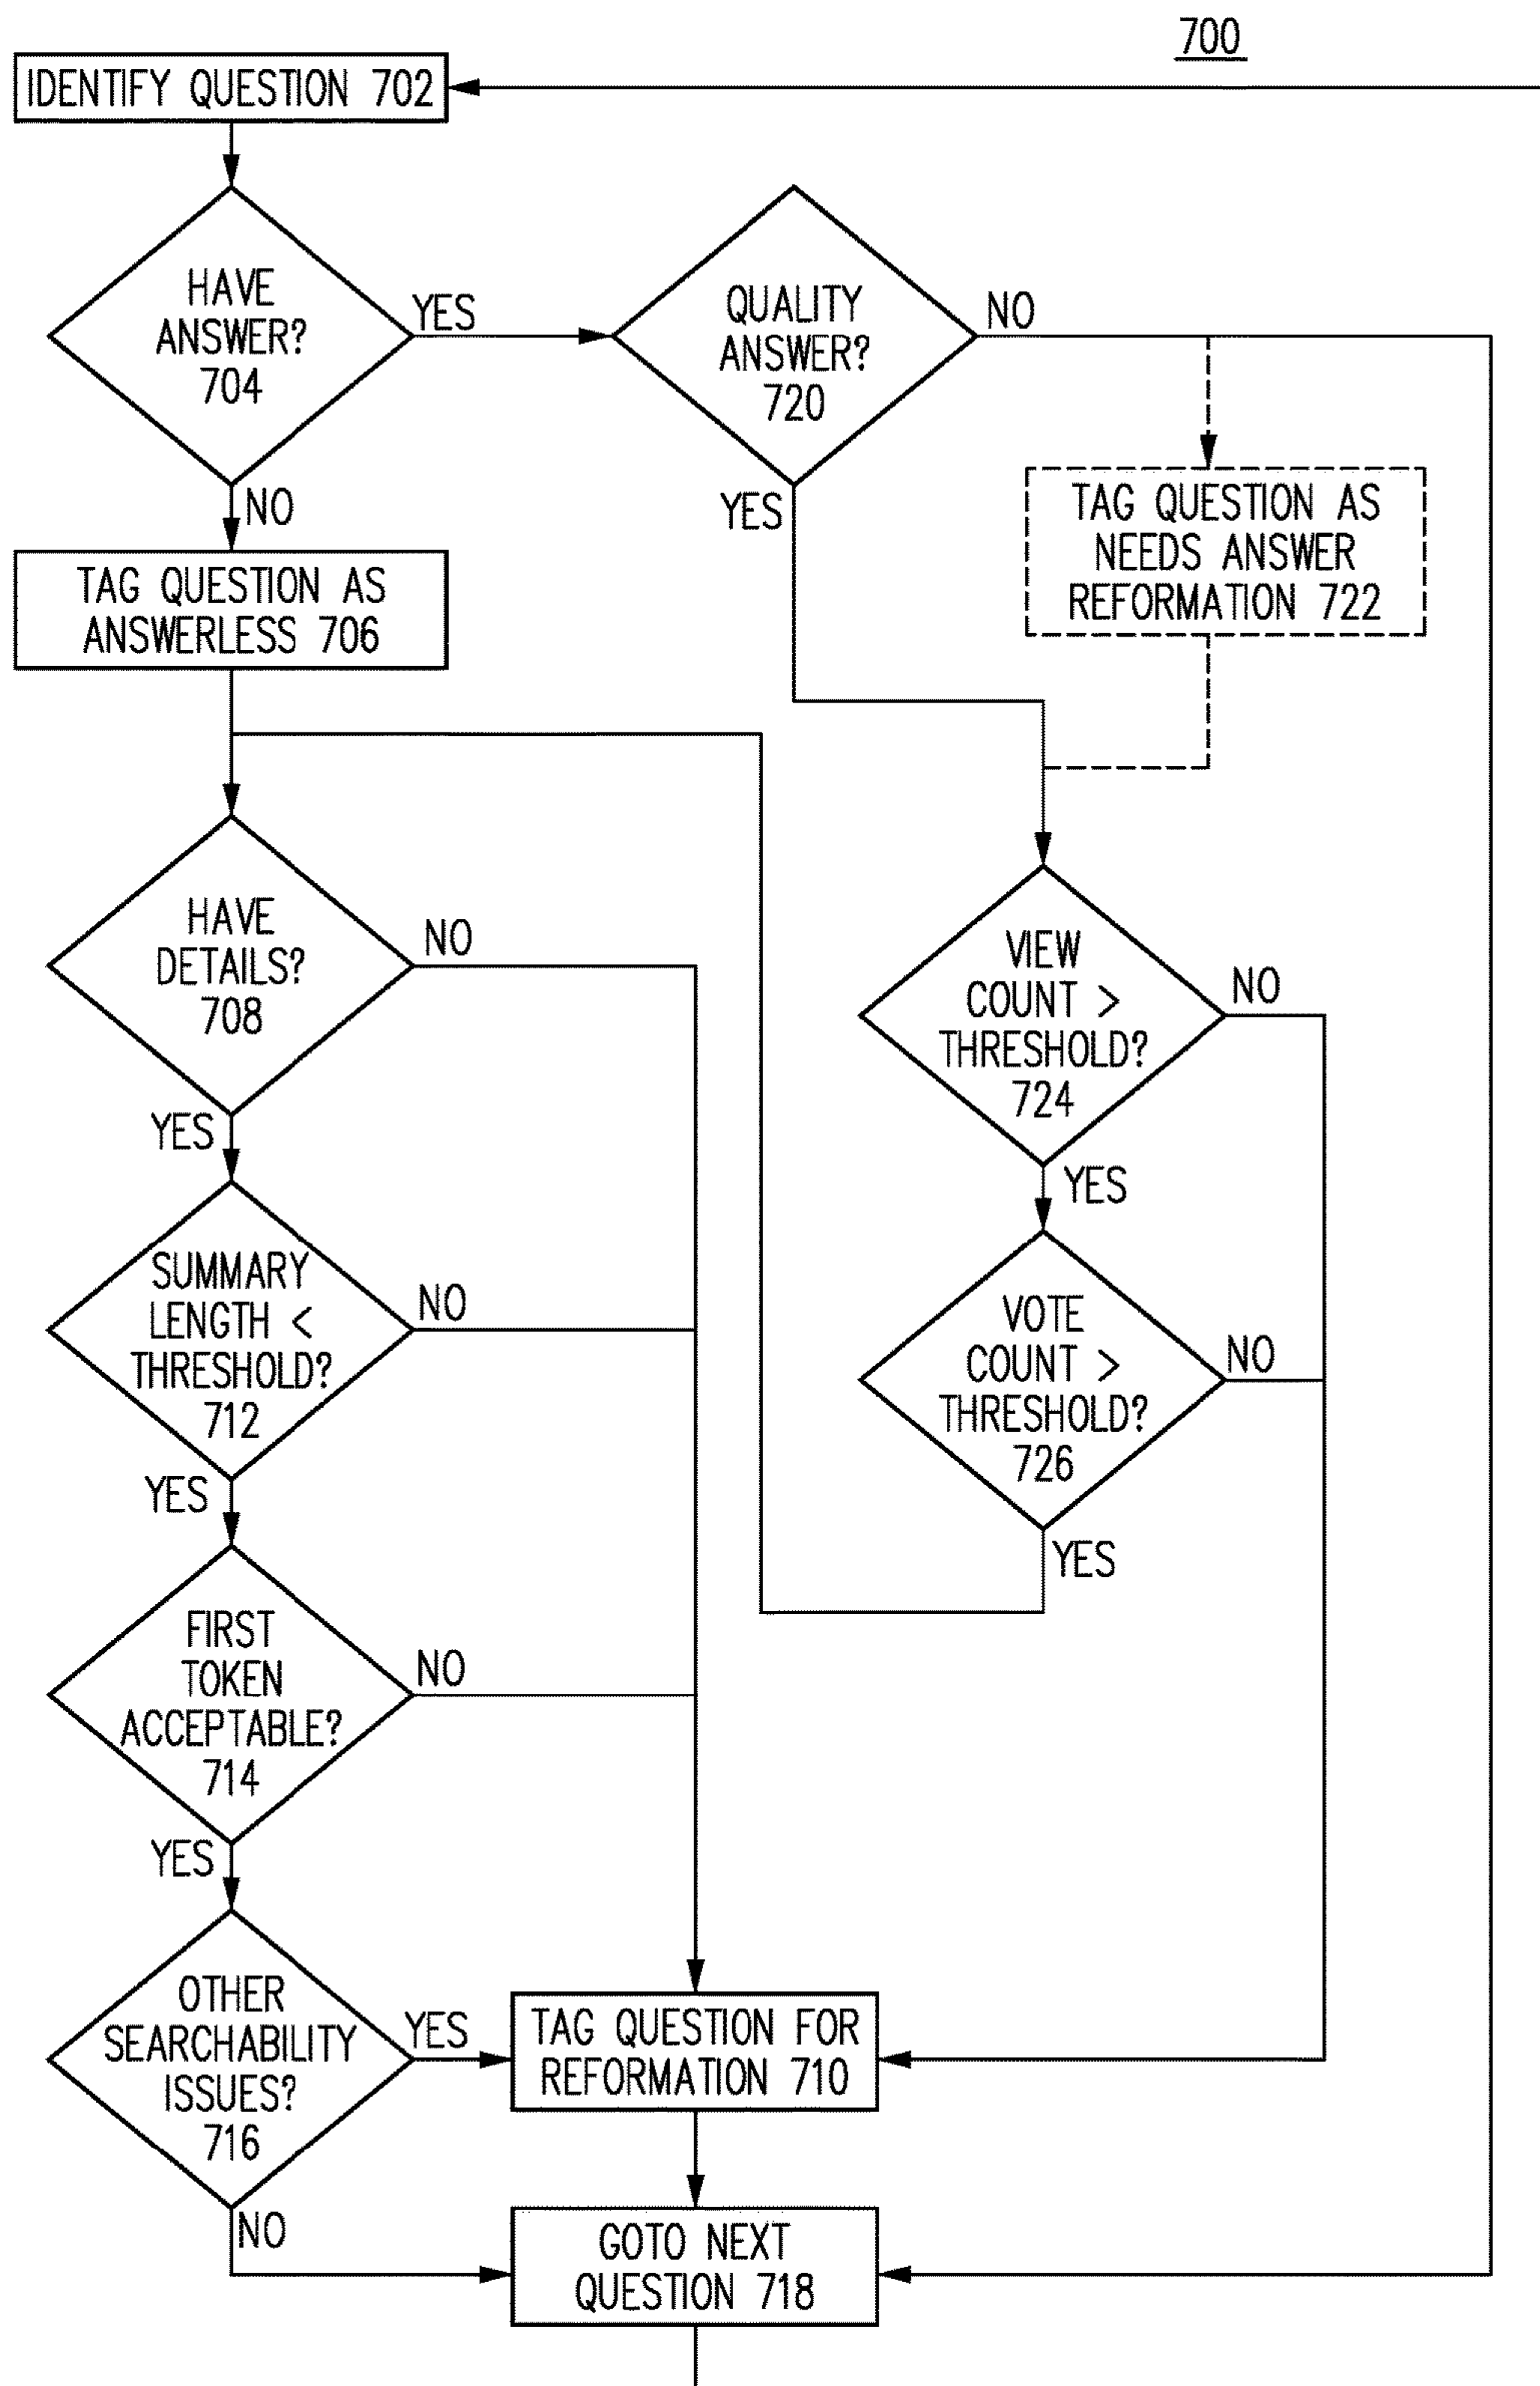 700
IDENTIFY QUESTION 702
HAVE
ANSWER?
704
YES
NO
QUALITY
ANSWER?
720
NO
YES
TAG QUESTION AS
NEEDS ANSWER
REFORMATION 722
TAG QUESTION AS
ANSWERLESS 706
HAVE
DETAILS?
708
NO
YES
VIEW
COUNT >
THRESHOLD?
724
NO
YES
SUMMARY
LENGTH <
THRESHOLD?
712
NO
YES
VOTE
COUNT >
THRESHOLD?
726
NO
YES
FIRST
TOKEN
ACCEPTABLE?
714
NO
YES
OTHER
SEARCHABILITY
ISSUES?
716
YES
NO
TAG QUESTION FOR
REFORMATION 710
GOTO NEXT
QUESTION 718